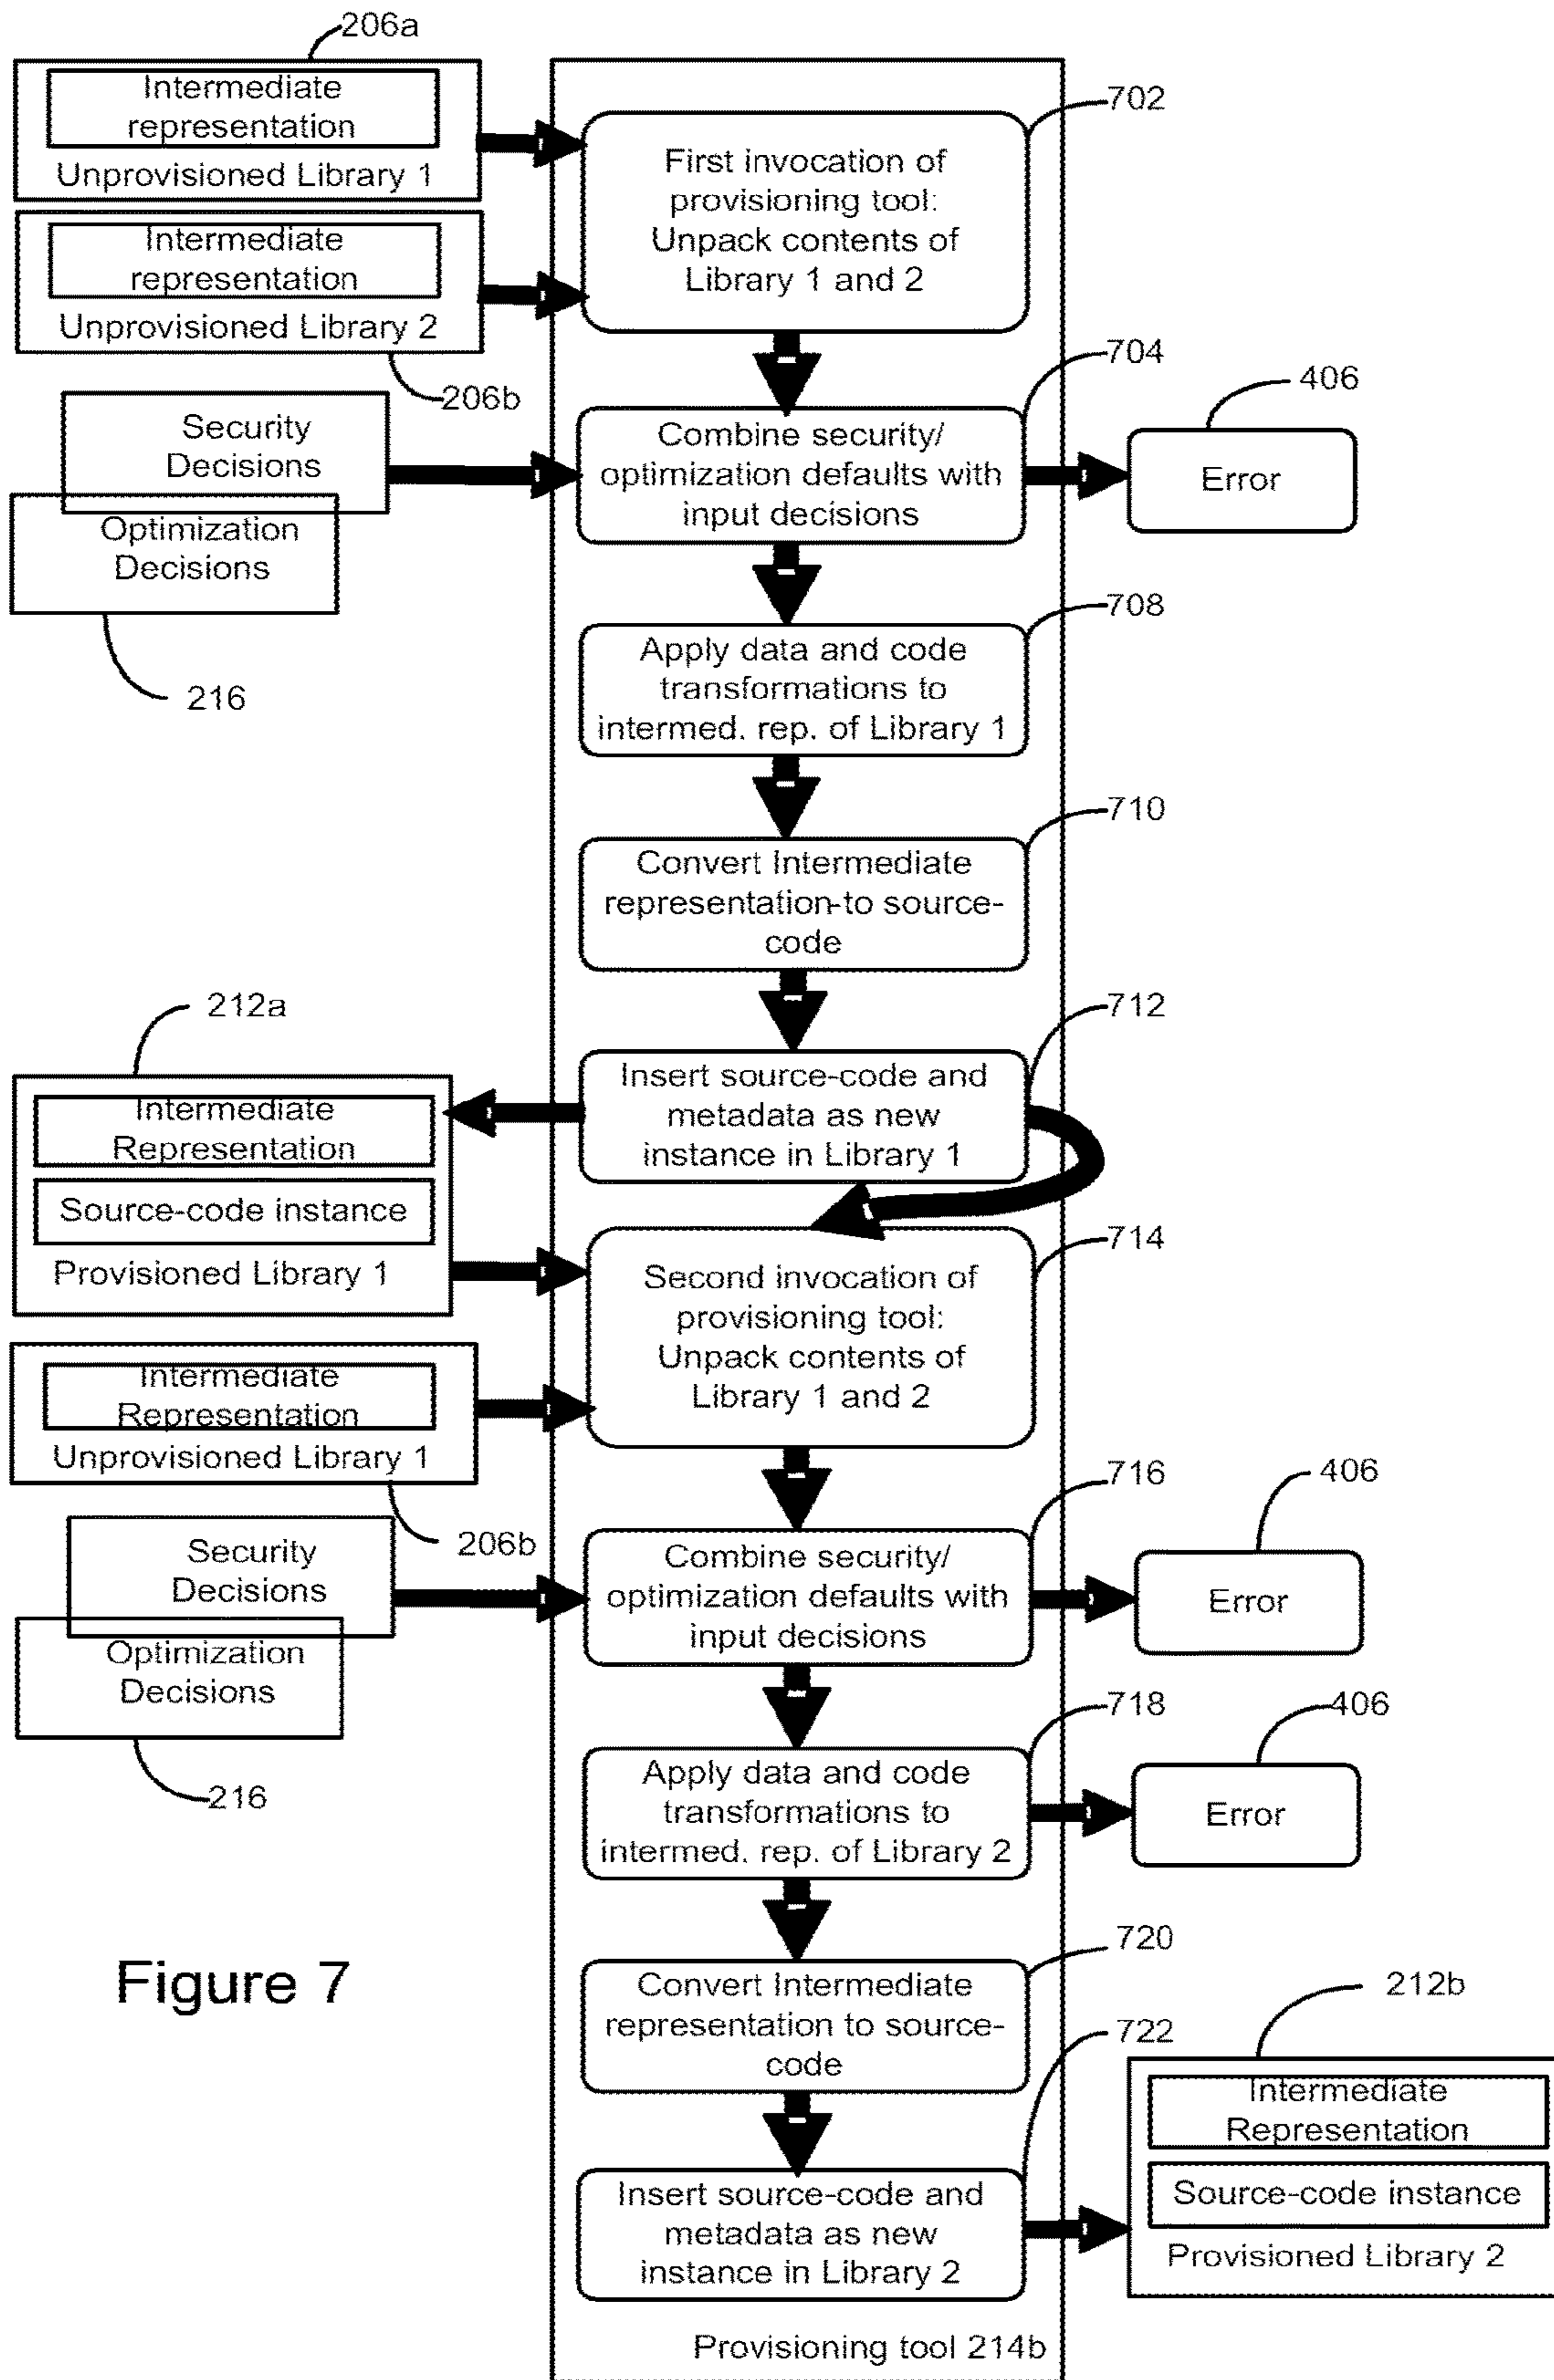 206a
Intermediate
representation
Unprovisioned Library 1
Intermediate
representation
Unprovisioned Library 2
206b
702
First invocation of
provisioning tool:
Unpack contents of
Library 1 and 2
704
Security
Decisions
Optimization
Decisions
216
Combine security/
optimization defaults with
input decisions
406
Error
708
Apply data and code
transformations to
intermed. rep. of Library 1
710
Convert Intermediate
representation-to source-
code
712
Insert source-code and
metadata as new
instance in Library 1
212a
Intermediate
Representation
Source-code instance
Provisioned Library 1
714
Second invocation of
provisioning tool:
Unpack contents of
Library 1 and 2
Intermediate
Representation
Unprovisioned Library 1
206b
Security
Decisions
Optimization
Decisions
216
716
Combine security/
optimization defaults with
input decisions
406
Error
718
Apply data and code
transformations to
intermed. rep. of Library 2
406
Error
720
Convert Intermediate
representation to source-
code
722
Insert source-code and
metadata as new
instance in Library 2
212b
Intermediate
Representation
Source-code instance
Provisioned Library 2
Provisioning tool 214b
Figure 7